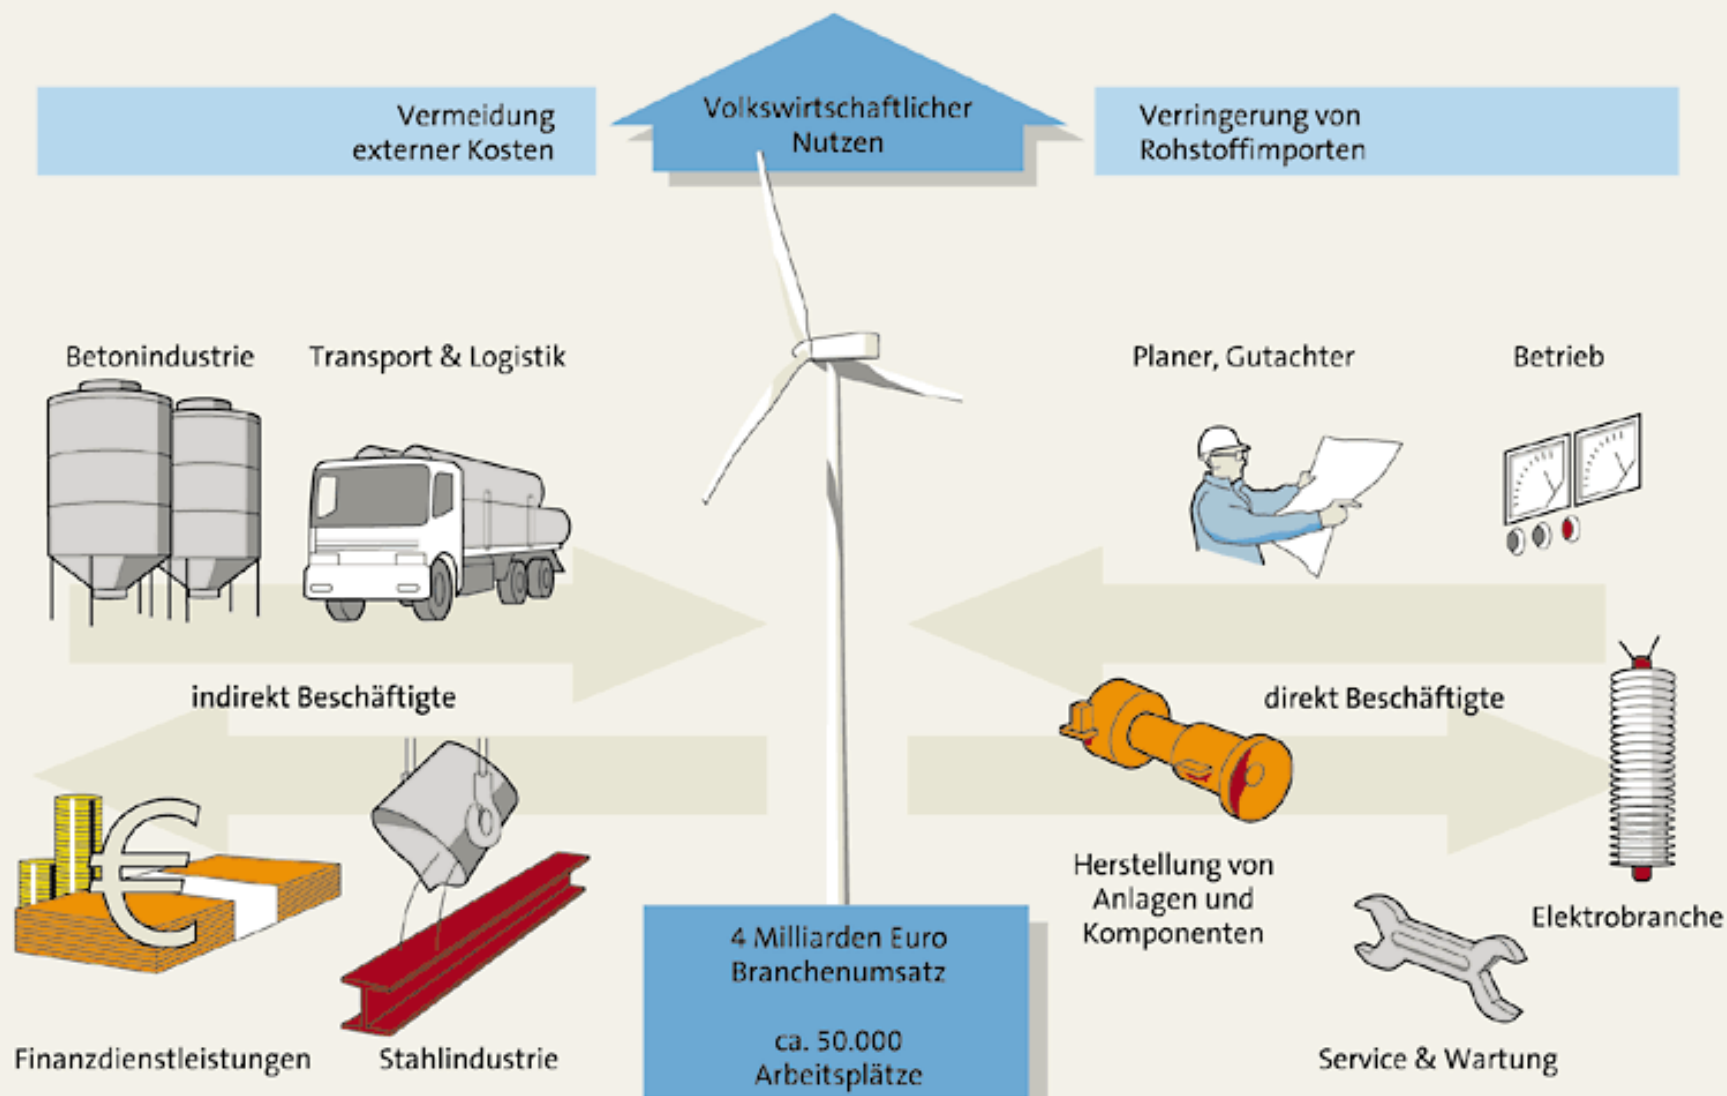 Vermeidung
externer Kosten
Volkswirtschaftlicher
Nutzen
Verringerung von
Rohstoffimporten
Betonindustrie
Transport & Logistik
Planer, Gutachter
Betrieb
indirekt Beschäftigte
direkt Beschäftigte
Herstellung von
Anlagen und
Komponenten
Elektrobranche
4 Milliarden Euro
Branchenumsatz
ca. 50.000
Arbeitsplätze
Finanzdienstleistungen
Stahlindustrie
Service & Wartung
€